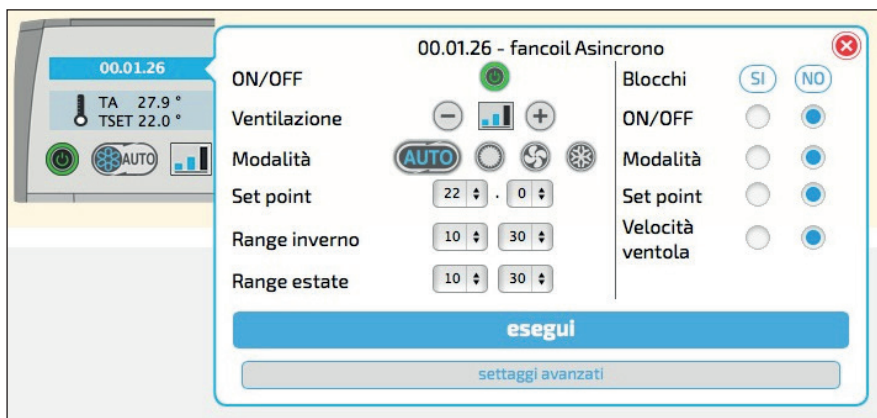 00.01.26
TA 27.9 °
TSET 22.0 °
AUTO
00.01.26 - fancoil Asincrono
ON/OFF
Ventilazione
Modalità AUTO
Set point 22 . 0
Range inverno 10 30
Range estate 10 30
Blocchi SI NO
ON/OFF
Modalità
Set point
Velocità
ventola
esegui
settaggi avanzati